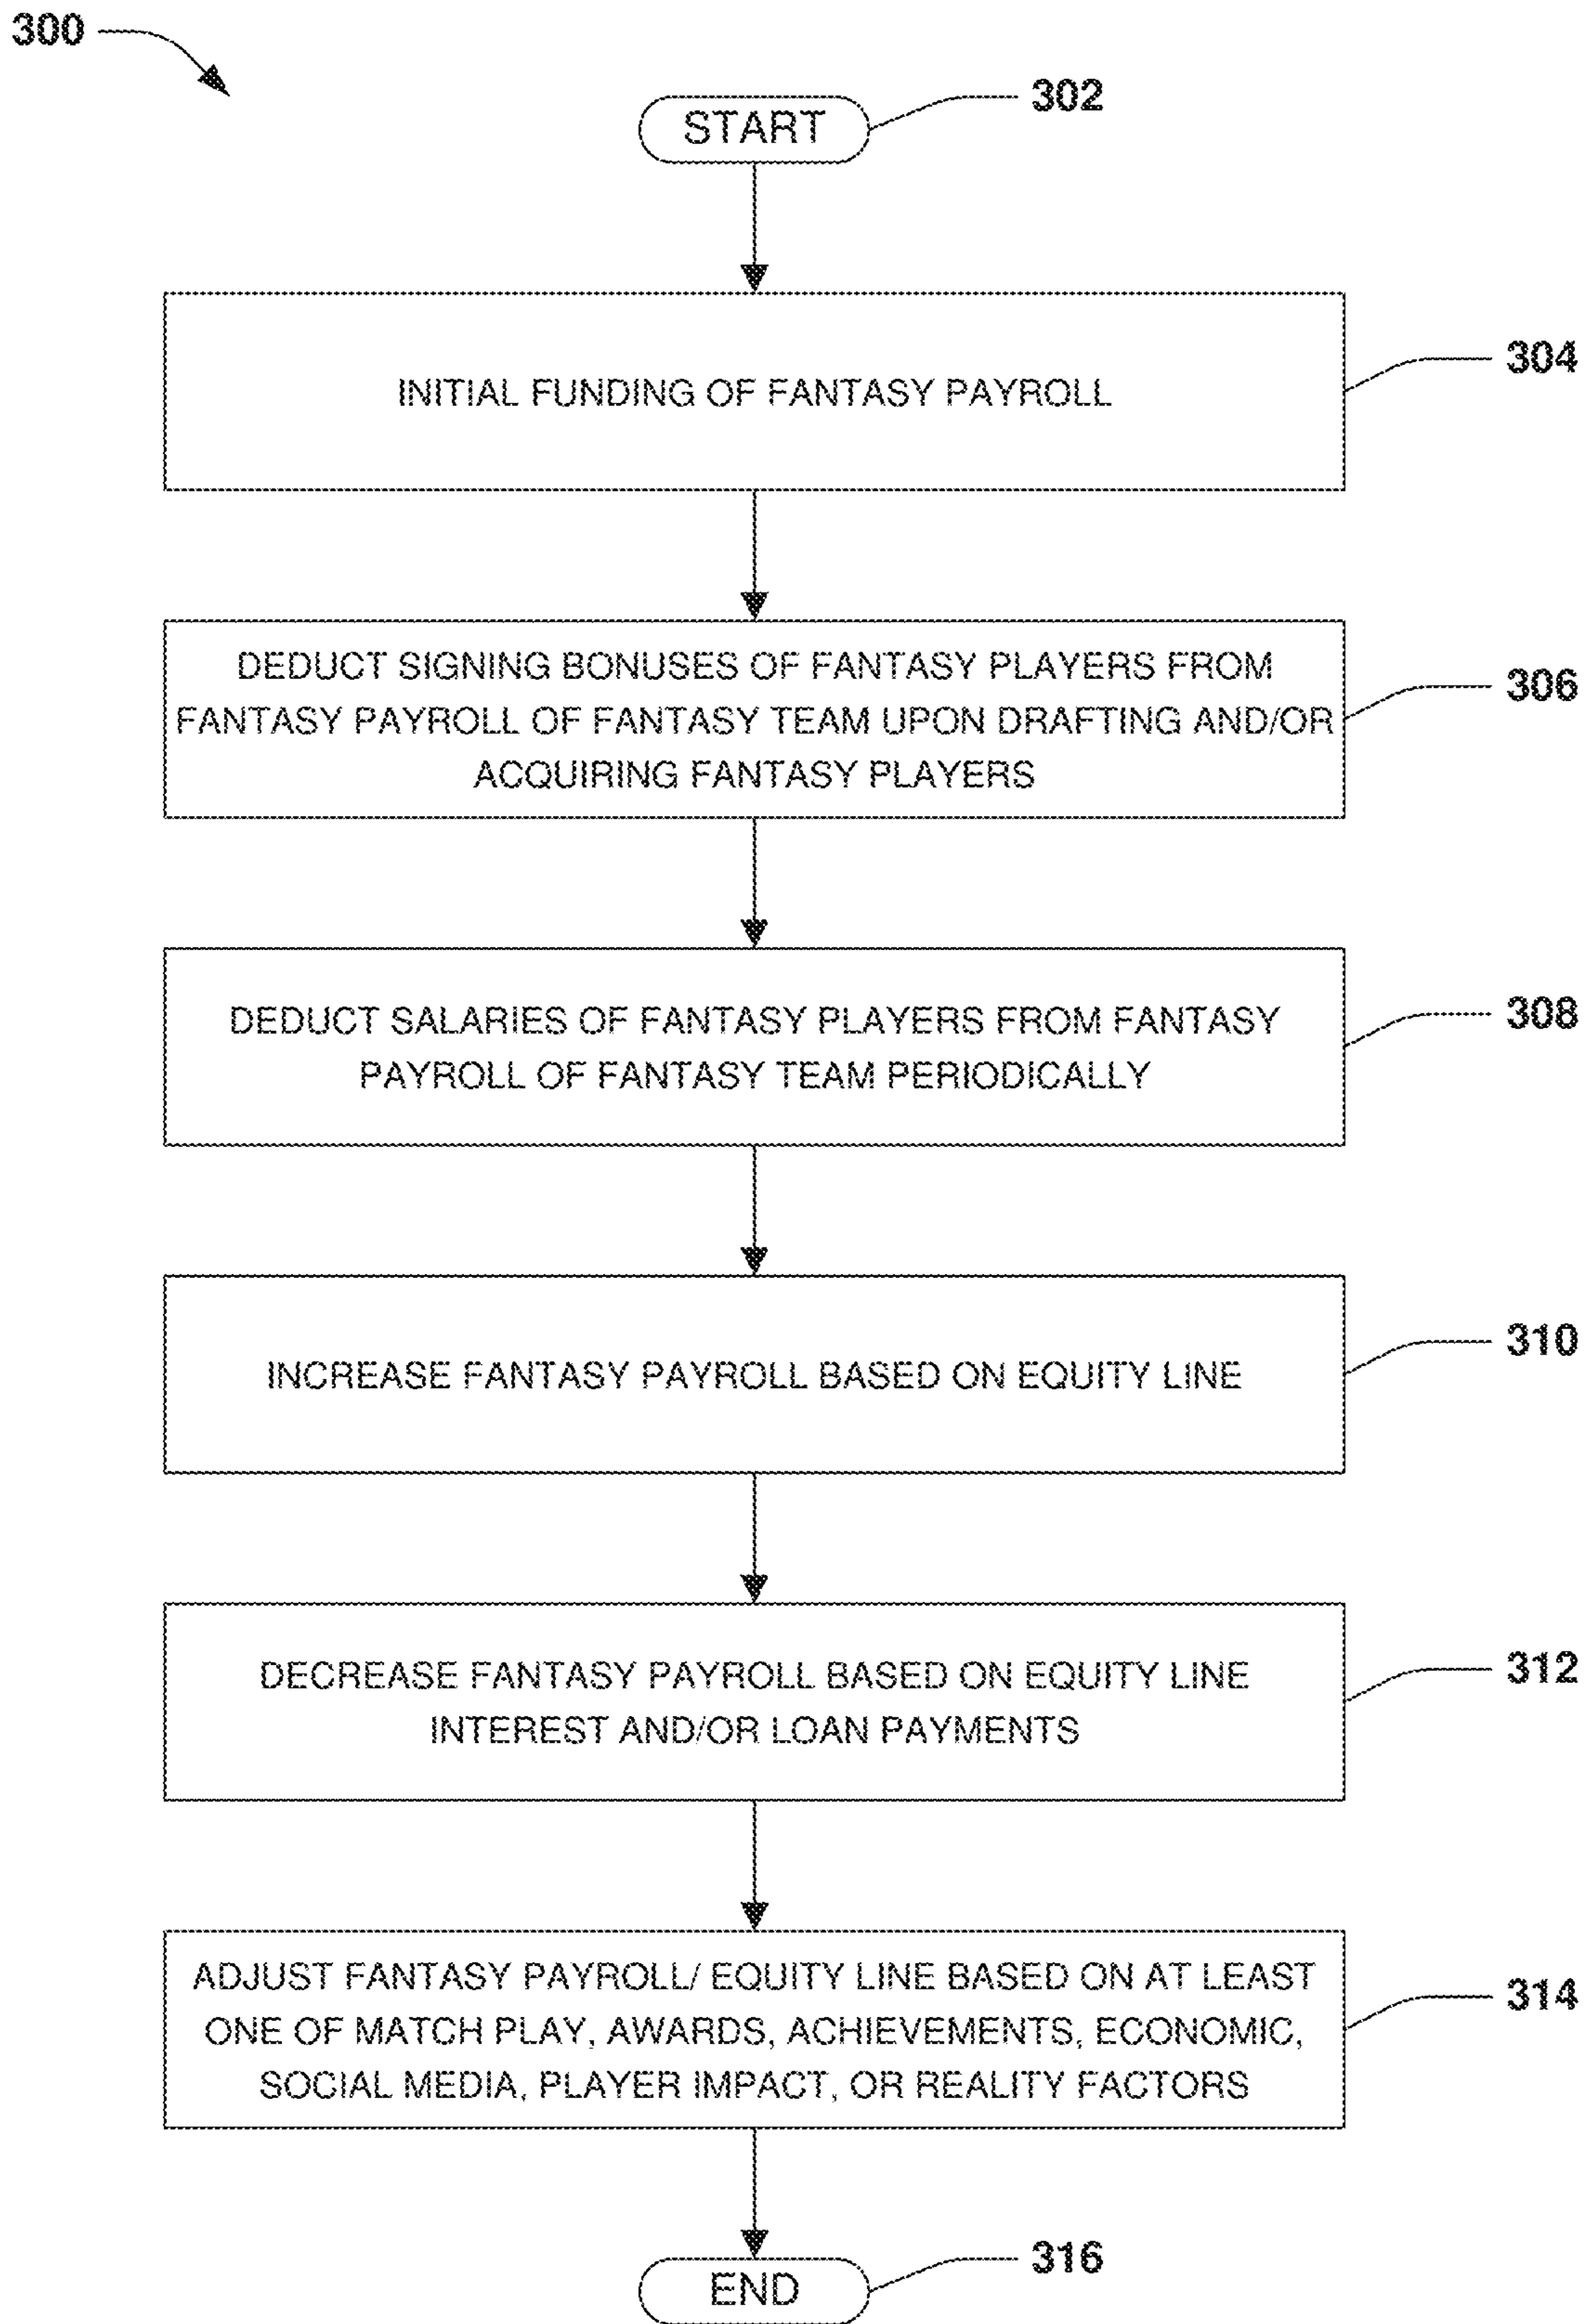 300
START
302
INITIAL FUNDING OF FANTASY PAYROLL
304
DEDUCT SIGNING BONUSES OF FANTASY PLAYERS FROM
FANTASY PAYROLL OF FANTASY TEAM UPON DRAFTING AND/OR
ACQUIRING FANTASY PLAYERS
306
DEDUCT SALARIES OF FANTASY PLAYERS FROM FANTASY
PAYROLL OF FANTASY TEAM PERIODICALLY
308
INCREASE FANTASY PAYROLL BASED ON EQUITY LINE
310
DECREASE FANTASY PAYROLL BASED ON EQUITY LINE
INTEREST AND/OR LOAN PAYMENTS
312
ADJUST FANTASY PAYROLL/ EQUITY LINE BASED ON AT LEAST
ONE OF MATCH PLAY, AWARDS, ACHIEVEMENTS, ECONOMIC,
SOCIAL MEDIA, PLAYER IMPACT, OR REALITY FACTORS
314
END
316